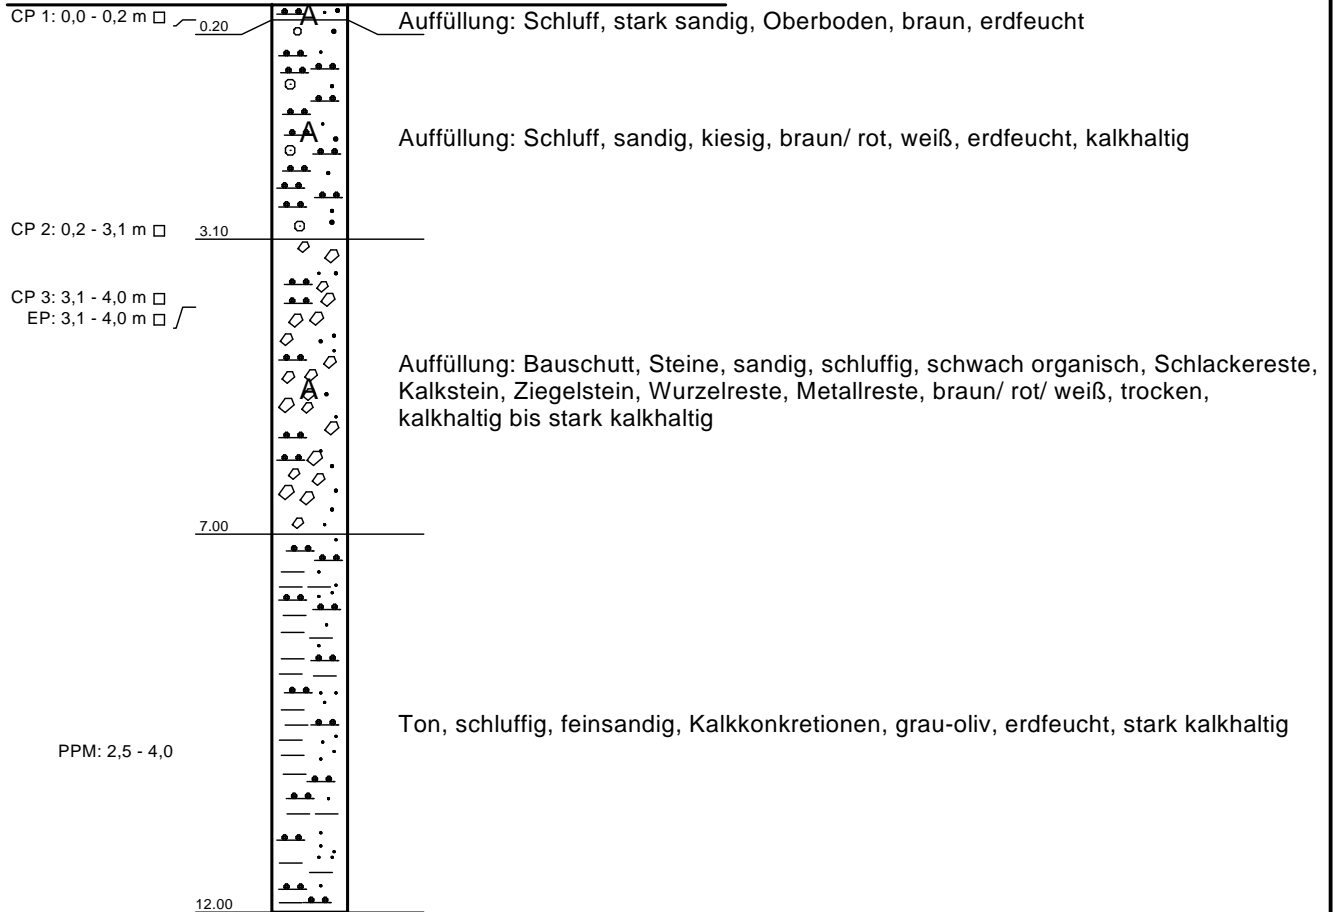 CP 1: 0,0 - 0,2 m
0.20
A
Auffüllung: Schluff, stark sandig, Oberboden, braun, erdfeucht
A
Auffüllung: Schluff, sandig, kiesig, braun/ rot, weiß, erdfeucht, kalkhaltig
CP 2: 0,2 - 3,1 m
3.10
CP 3: 3,1 - 4,0 m
EP: 3,1 - 4,0 m
A
Auffüllung: Bauschutt, Steine, sandig, schluffig, schwach organisch, Schlackereste,
Kalkstein, Ziegelstein, Wurzelreste, Metallreste, braun/ rot/ weiß, trocken,
kalkhaltig bis stark kalkhaltig
7.00
Ton, schluffig, feinsandig, Kalkkonkretionen, grau-oliv, erdfeucht, stark kalkhaltig
PPM: 2,5 - 4,0
12.00